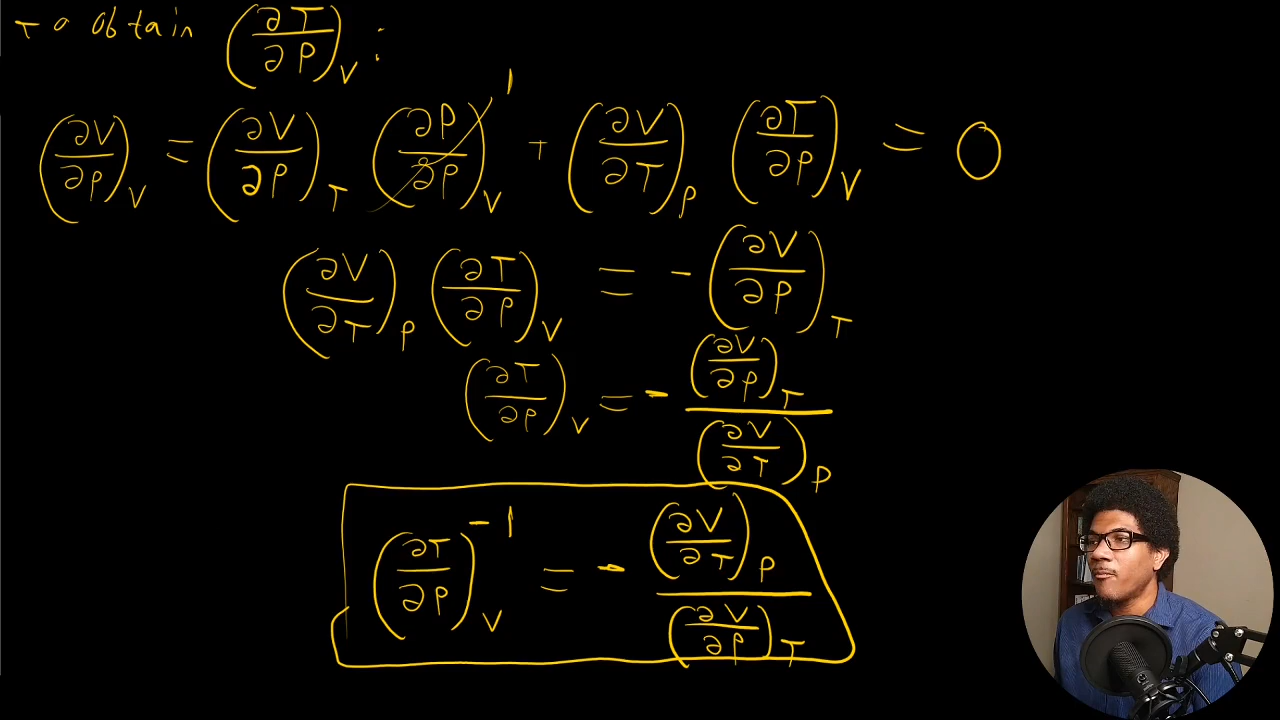 To obtain (∂T/∂P)_V :
(∂V/∂P)_V = (∂V/∂P)_T (∂P/∂P)_V 1 + (∂V/∂T)_P (∂T/∂P)_V = 0
(∂V/∂T)_P (∂T/∂P)_V = - (∂V/∂P)_T
(∂T/∂P)_V = - (∂V/∂P)_T / (∂V/∂T)_P
(∂T/∂P)_V^-1 = - (∂V/∂T)_P / (∂V/∂P)_T